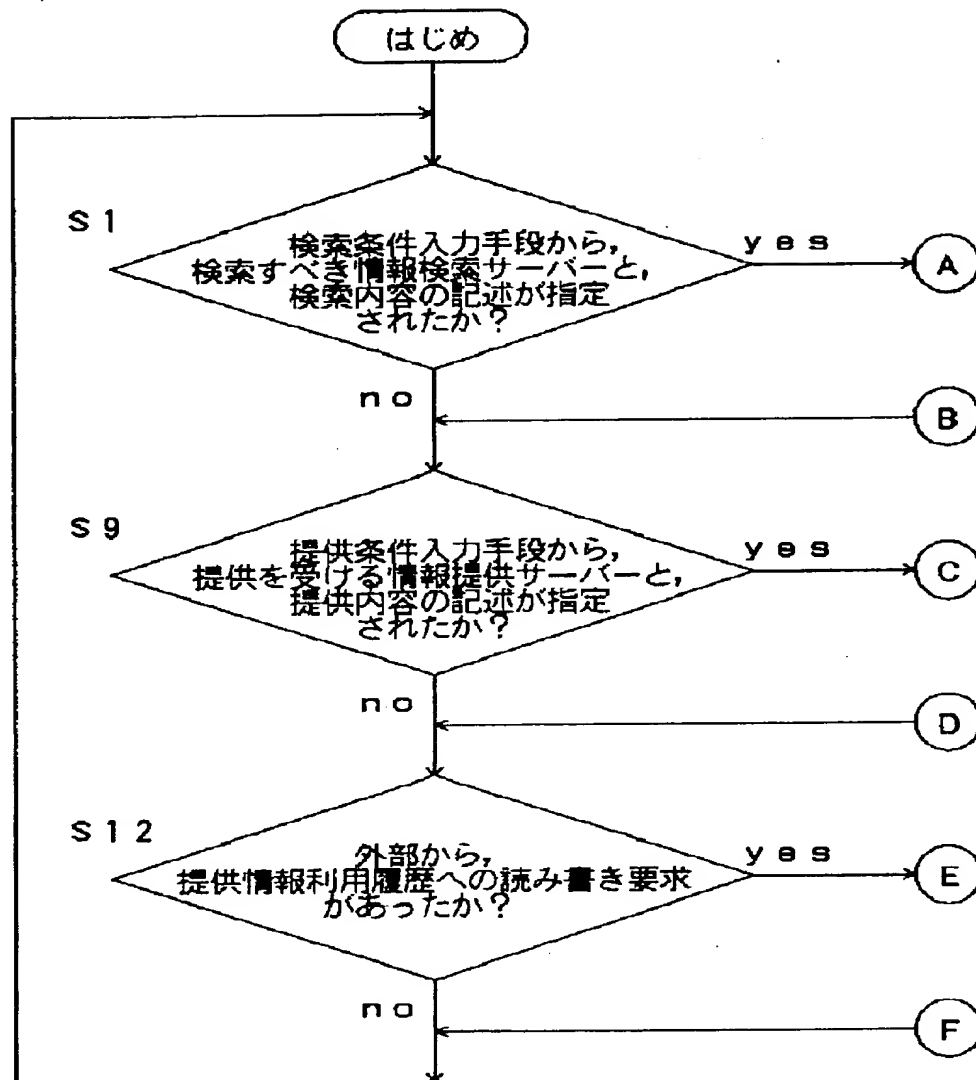 はじめ
S1
検索条件入力手段から,
検索すべき情報検索サーバーと,
検索内容の記述が指定
されたか?
yes
A
no
B
S9
提供条件入力手段から,
提供を受ける情報提供サーバーと,
提供内容の記述が指定
されたか?
yes
C
no
D
S12
外部から,
提供情報利用履歴への読み書き要求
があったか?
yes
E
no
F